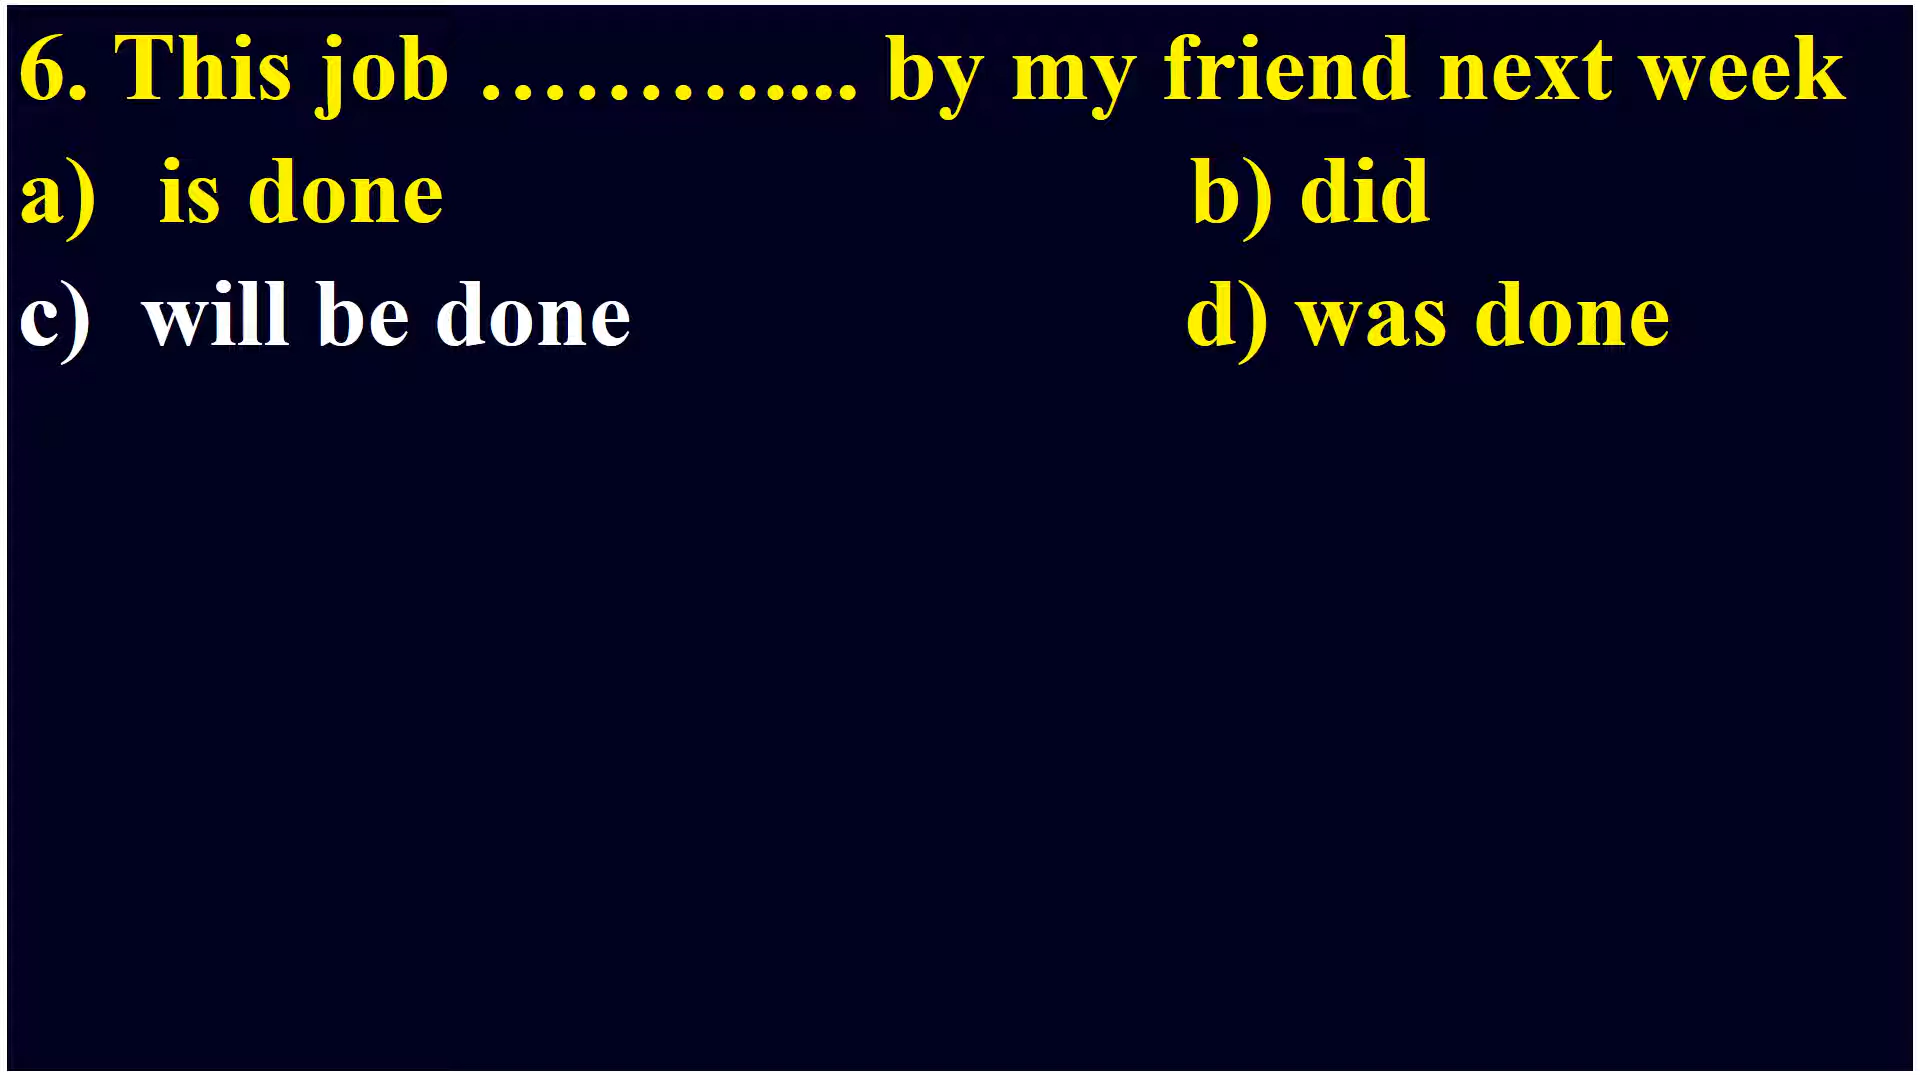 6. This job ………….... by my friend next week
a) is done b) did
c) will be done d) was done